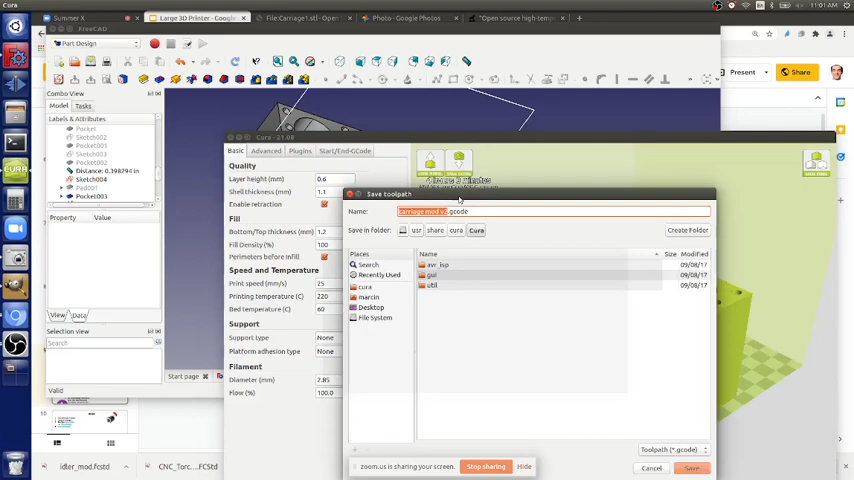 Cura
11:01 AM
Summer X
Large 3D Printer - Google
File:Carriage1.stl - Open
Photo - Google Photos
"Open source high-temp
FreeCAD
Part Design
Present
Share
Combo View
Model
Tasks
Labels & Attributes
Pocket
Sketch002
Pocket001
Sketch003
Pocket002
Distance: 0.398294 in
Sketch004
Pad001
Pocket003
Property
Value
View
Data
Selection view
Search
Valid
Start page
Cura - 21.08
Basic
Advanced
Plugins
Start/End-GCode
Quality
Layer height (mm)
0.6
Shell thickness (mm)
1.1
Enable retraction
Fill
Bottom/Top thickness (mm)
1.2
Fill Density (%)
100
Perimeters before infill
Speed and Temperature
Print speed (mm/s)
25
Printing temperature (°C)
220
Bed temperature (°C)
60
Support
Support type
None
Platform adhesion type
None
Filament
Diameter (mm)
2.85
Flow (%)
100.0
Save toolpath
Name:
carriage mod v2.gcode
Save in folder:
usr
share
cura
Cura
Create Folder
Places
Search
Recently Used
cura
marcin
Desktop
File System
Name
Size
Modified
avr_isp
09/08/17
gui
09/08/17
util
09/08/17
Toolpath (*.gcode)
Cancel
Save
zoom.us is sharing your screen.
Stop sharing
Hide
10
idler_mod.fcstd
CNC_Torc...FCStd